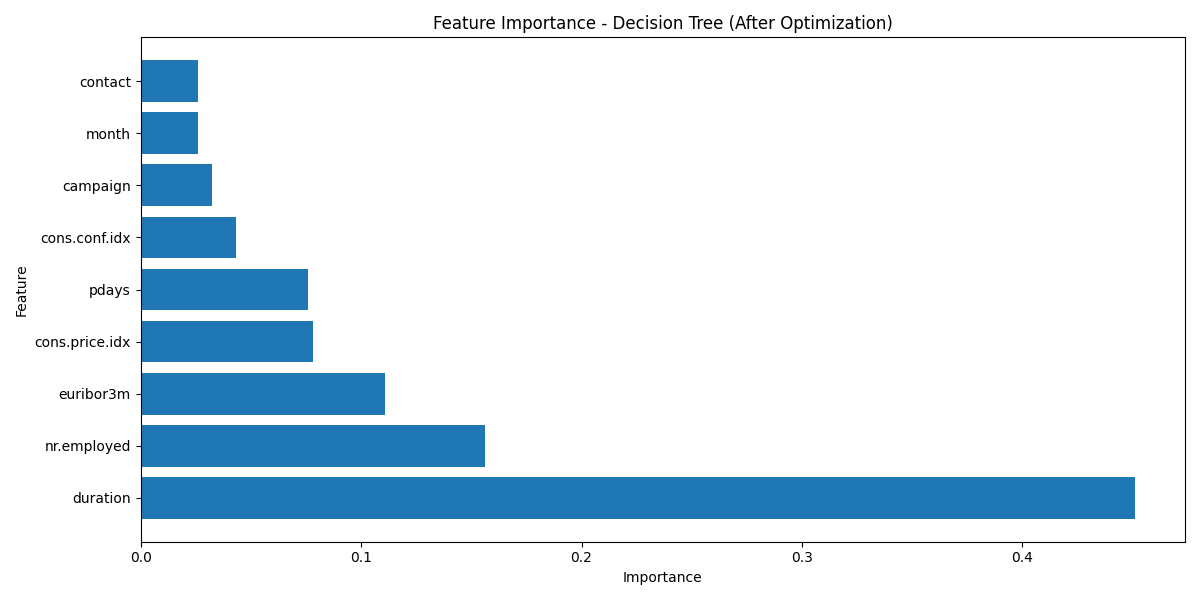 Feature Importance - Decision Tree (After Optimization)
contact
month
campaign
cons.conf.idx
pdays
cons.price.idx
euribor3m
nr.employed
duration
Feature
0.0 0.1 0.2 0.3 0.4
Importance